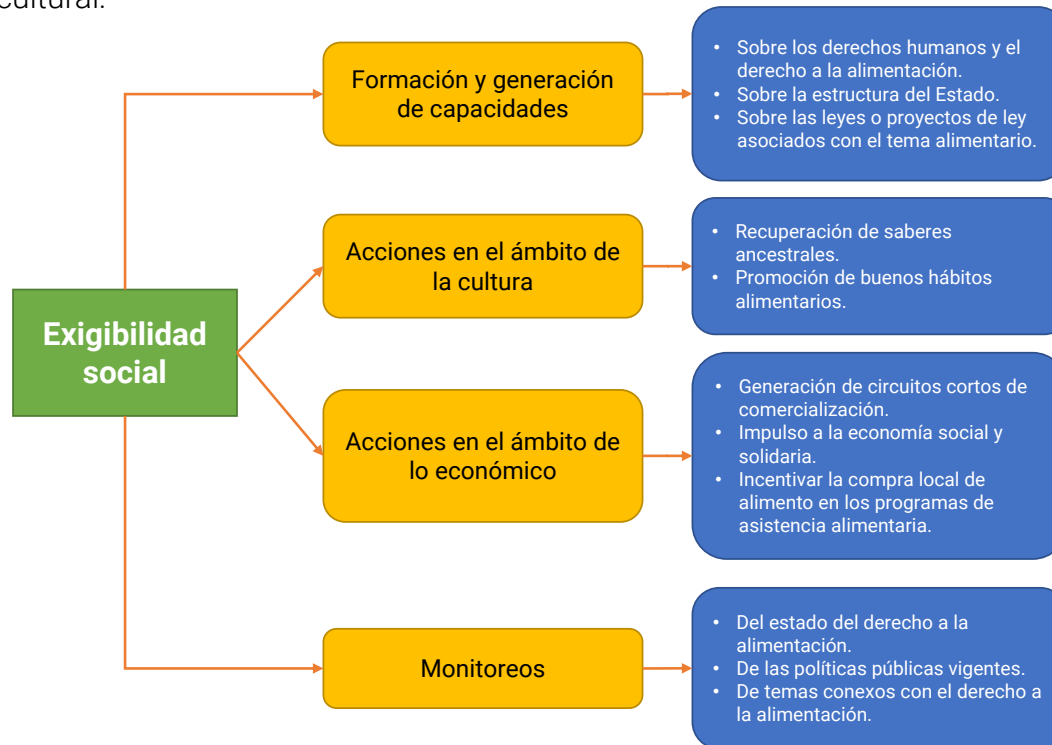 cultural.
Exigibilidad
social
Formación y generación
de capacidades
• Sobre los derechos humanos y el
derecho a la alimentación.
• Sobre la estructura del Estado.
• Sobre las leyes o proyectos de ley
asociados con el tema alimentario.
Acciones en el ámbito de
la cultura
• Recuperación de saberes
ancestrales.
• Promoción de buenos hábitos
alimentarios.
Acciones en el ámbito de
lo económico
• Generación de circuitos cortos de
comercialización.
• Impulso a la economía social y
solidaria.
• Incentivar la compra local de
alimento en los programas de
asistencia alimentaria.
Monitoreos
• Del estado del derecho a la
alimentación.
• De las políticas públicas vigentes.
• De temas conexos con el derecho a
la alimentación.